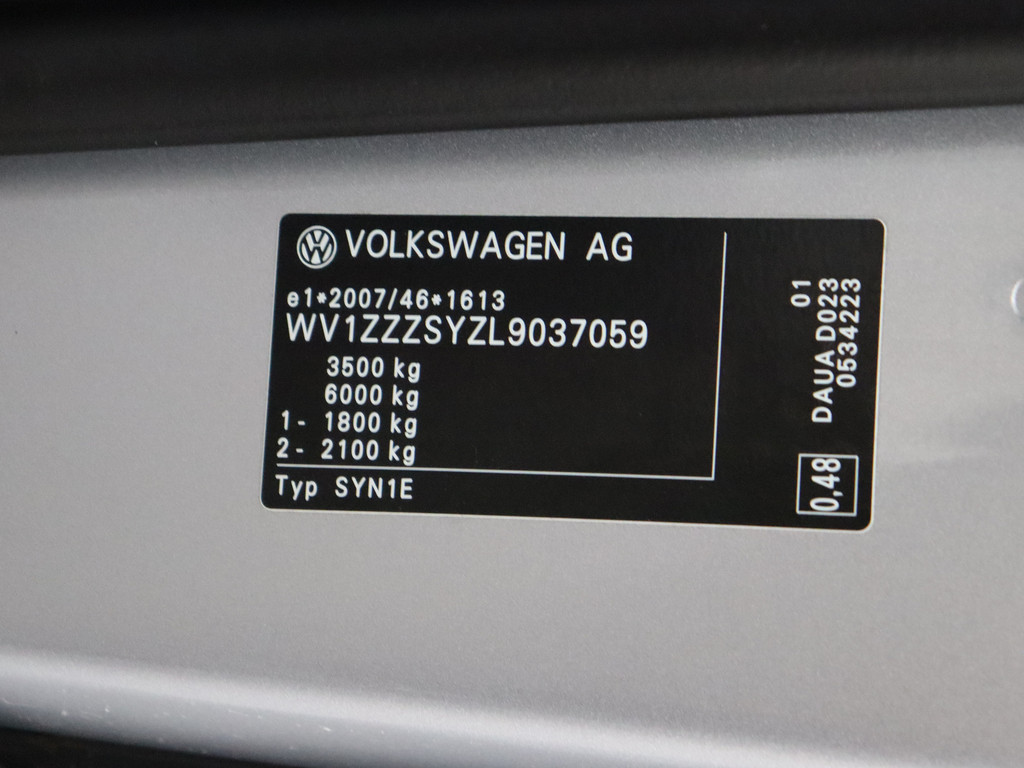 VOLKSWAGEN AG
e1*2007/46*1613
WV1ZZZSYZL9037059
3500 kg
6000 kg
1- 1800 kg
2- 2100 kg
Typ SYN1E
01
DAUA D023
0534223
0,48